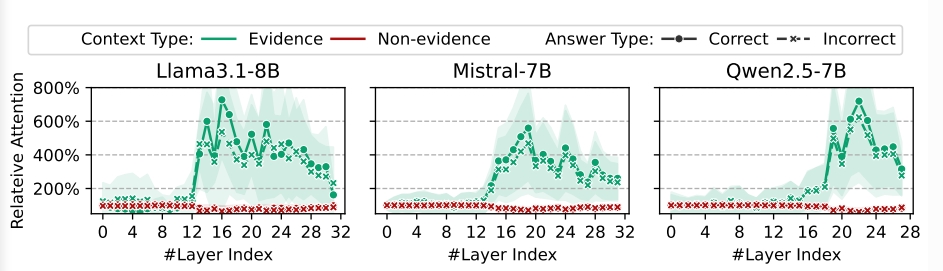 Context Type: Evidence Non-evidence Answer Type: Correct Incorrect
Llama3.1-8B Mistral-7B Qwen2.5-7B
Relateive Attention
800%
600%
400%
200%
0 4 8 12 16 20 24 28 32 0 4 8 12 16 20 24 28 32 0 4 8 12 16 20 24 28
#Layer Index #Layer Index #Layer Index